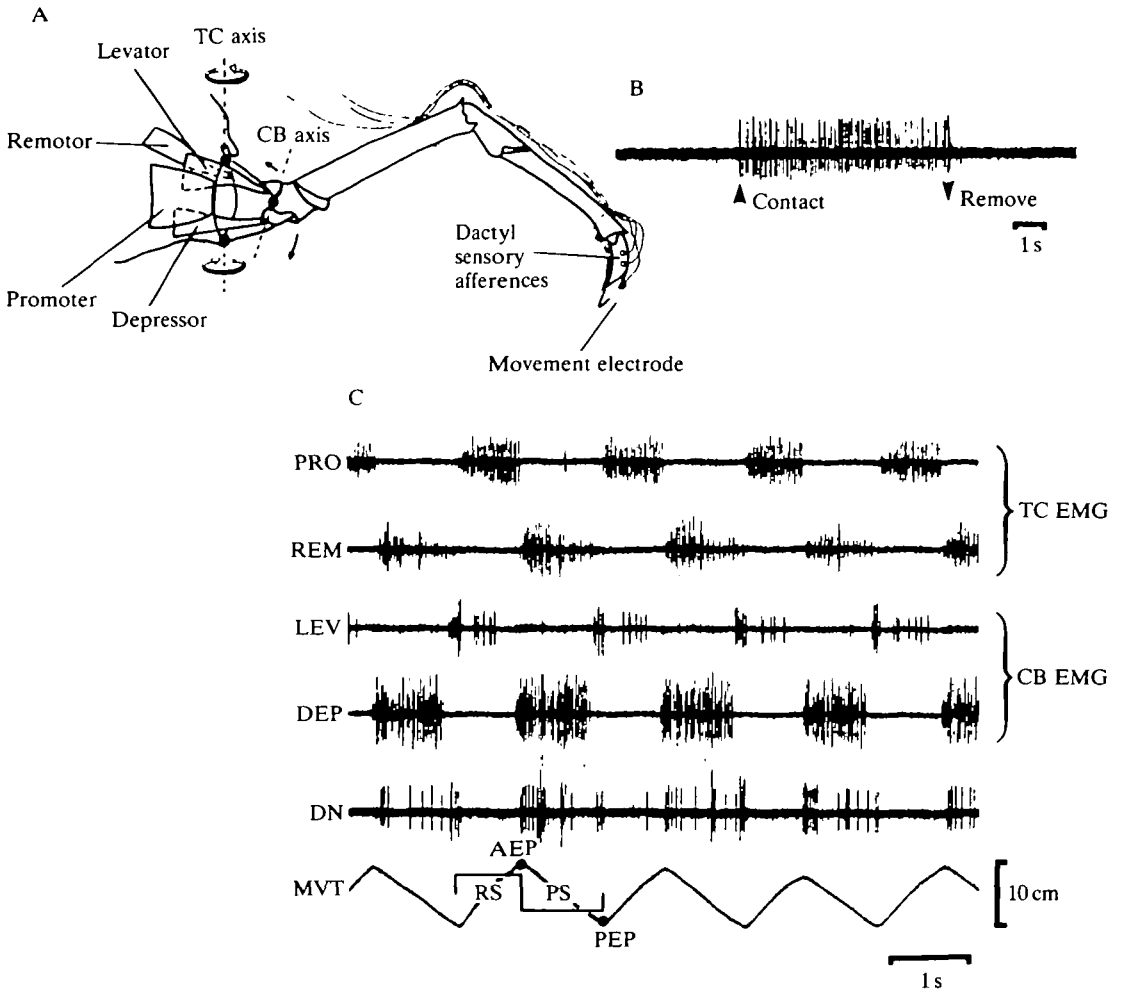 A
Levator
TC axis
Remotor
CB axis
Promoter
Depressor
Dactyl
sensory
afferences
Movement electrode
B
Contact
Remove
1 s
C
PRO
REM
TC EMG
LEV
DEP
CB EMG
DN
AEP
MVT
RS
PS
PEP
10 cm
1 s